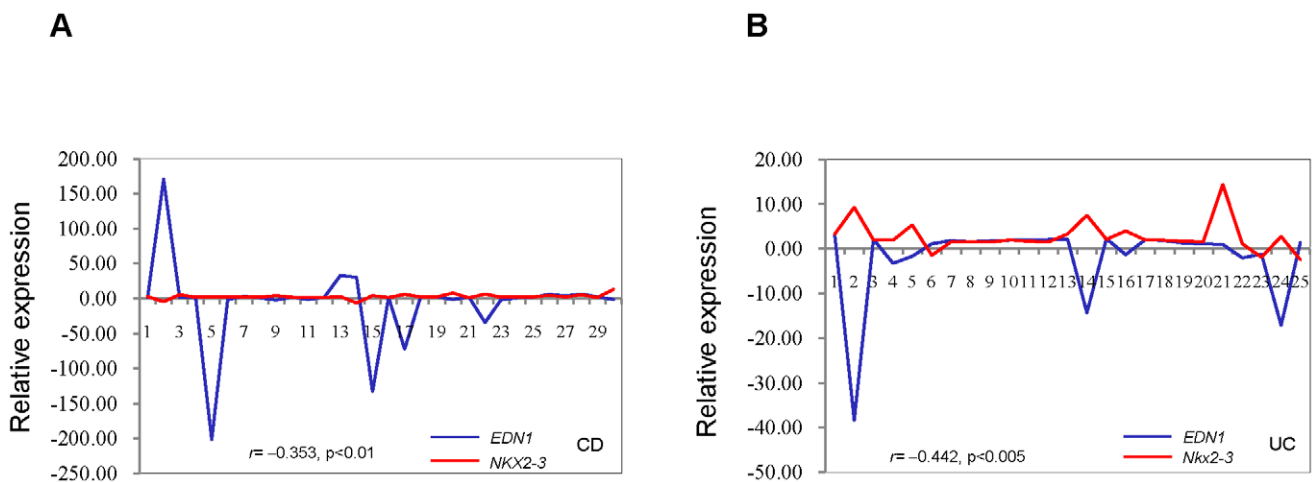 A
B
Relative expression
200.00
150.00
100.00
50.00
0.00
-50.00
-100.00
-150.00
-200.00
-250.00
1 3 5 7 9 11 13 15 17 19 21 23 25 27 29
r= –0.353, p<0.01
EDN1
NKX2-3
CD
Relative expression
20.00
10.00
0.00
-10.00
-20.00
-30.00
-40.00
-50.00
1 2 3 4 5 6 7 8 9 10 11 12 13 14 15 16 17 18 19 20 21 22 23 24 25
r= –0.442, p<0.005
EDN1
Nkx2-3
UC